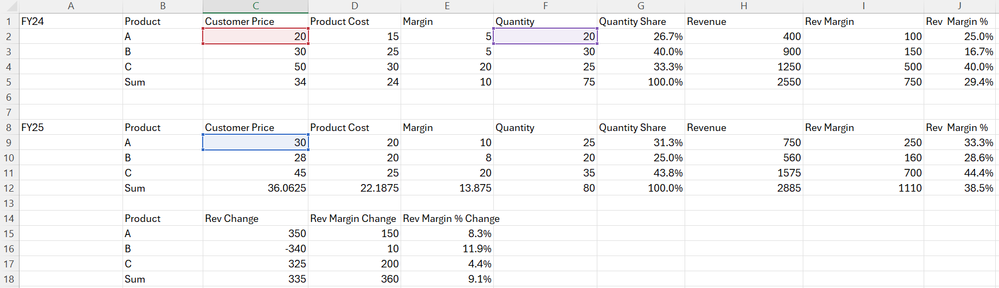 A B C D E F G H I J
1 FY24 Product Customer Price Product Cost Margin Quantity Quantity Share Revenue Rev Margin Rev  Margin %
2 A 20 15 5 20 26.7% 400 100 25.0%
3 B 30 25 5 30 40.0% 900 150 16.7%
4 C 50 30 20 25 33.3% 1250 500 40.0%
5 Sum 34 24 10 75 100.0% 2550 750 29.4%
6
7
8 FY25 Product Customer Price Product Cost Margin Quantity Quantity Share Revenue Rev Margin Rev  Margin %
9 A 30 20 10 25 31.3% 750 250 33.3%
10 B 28 20 8 20 25.0% 560 160 28.6%
11 C 45 25 20 35 43.8% 1575 700 44.4%
12 Sum 36.0625 22.1875 13.875 80 100.0% 2885 1110 38.5%
13
14 Product Rev Change Rev Margin Change Rev Margin % Change
15 A 350 150 8.3%
16 B -340 10 11.9%
17 C 325 200 4.4%
18 Sum 335 360 9.1%